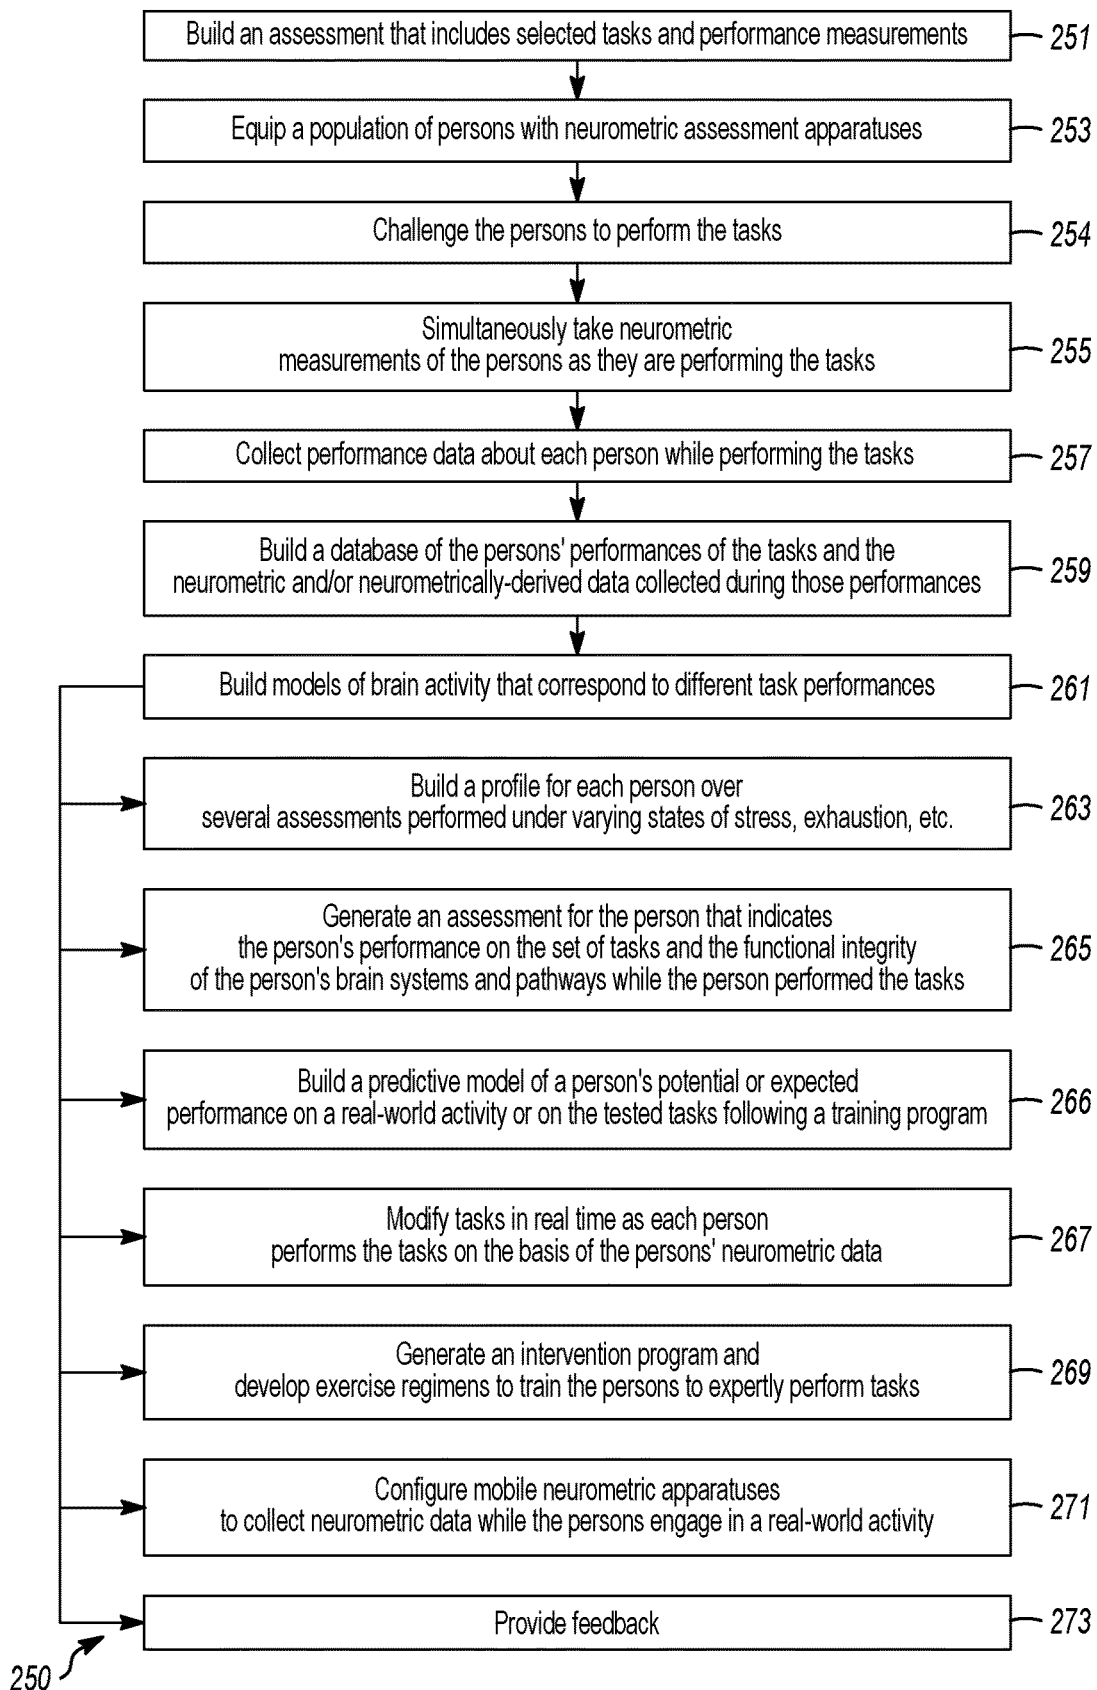 Build an assessment that includes selected tasks and performance measurements
251
Equip a population of persons with neurometric assessment apparatuses
253
Challenge the persons to perform the tasks
254
Simultaneously take neurometric
measurements of the persons as they are performing the tasks
255
Collect performance data about each person while performing the tasks
257
Build a database of the persons' performances of the tasks and the
neurometric and/or neurometrically-derived data collected during those performances
259
Build models of brain activity that correspond to different task performances
261
Build a profile for each person over
several assessments performed under varying states of stress, exhaustion, etc.
263
Generate an assessment for the person that indicates
the person's performance on the set of tasks and the functional integrity
of the person's brain systems and pathways while the person performed the tasks
265
Build a predictive model of a person's potential or expected
performance on a real-world activity or on the tested tasks following a training program
266
Modify tasks in real time as each person
performs the tasks on the basis of the persons' neurometric data
267
Generate an intervention program and
develop exercise regimens to train the persons to expertly perform tasks
269
Configure mobile neurometric apparatuses
to collect neurometric data while the persons engage in a real-world activity
271
Provide feedback
273
250